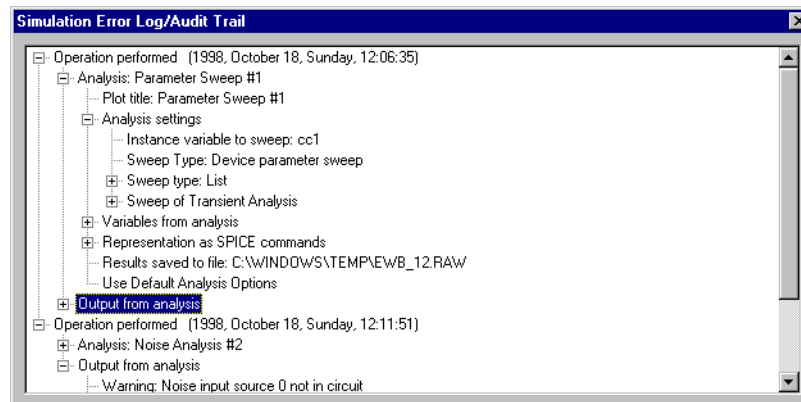 Simulation Error Log/Audit Trail
Operation performed (1998, October 18, Sunday, 12:06:35)
Analysis: Parameter Sweep #1
Plot title: Parameter Sweep #1
Analysis settings
Instance variable to sweep: cc1
Sweep Type: Device parameter sweep
Sweep type: List
Sweep of Transient Analysis
Variables from analysis
Representation as SPICE commands
Results saved to file: C:\WINDOWS\TEMP\EWB_12.RAW
Use Default Analysis Options
Output from analysis
Operation performed (1998, October 18, Sunday, 12:11:51)
Analysis: Noise Analysis #2
Output from analysis
Warning: Noise input source 0 not in circuit